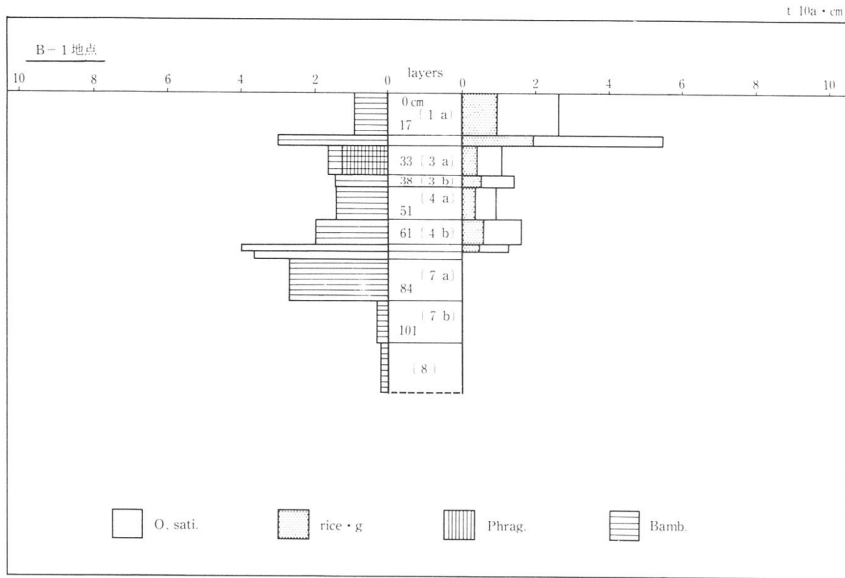 t 10a・cm
B-1地点
10 8 6 4 2 0 layers 0 2 4 6 8 10
0 cm
17 [ 1 a ]
33 [ 3 a ]
38 [ 3 b ]
[ 4 a ]
51
61 [ 4 b ]
[ 7 a ]
84
[ 7 b ]
101
[ 8 ]
O. sati. rice・g Phrag. Bamb.